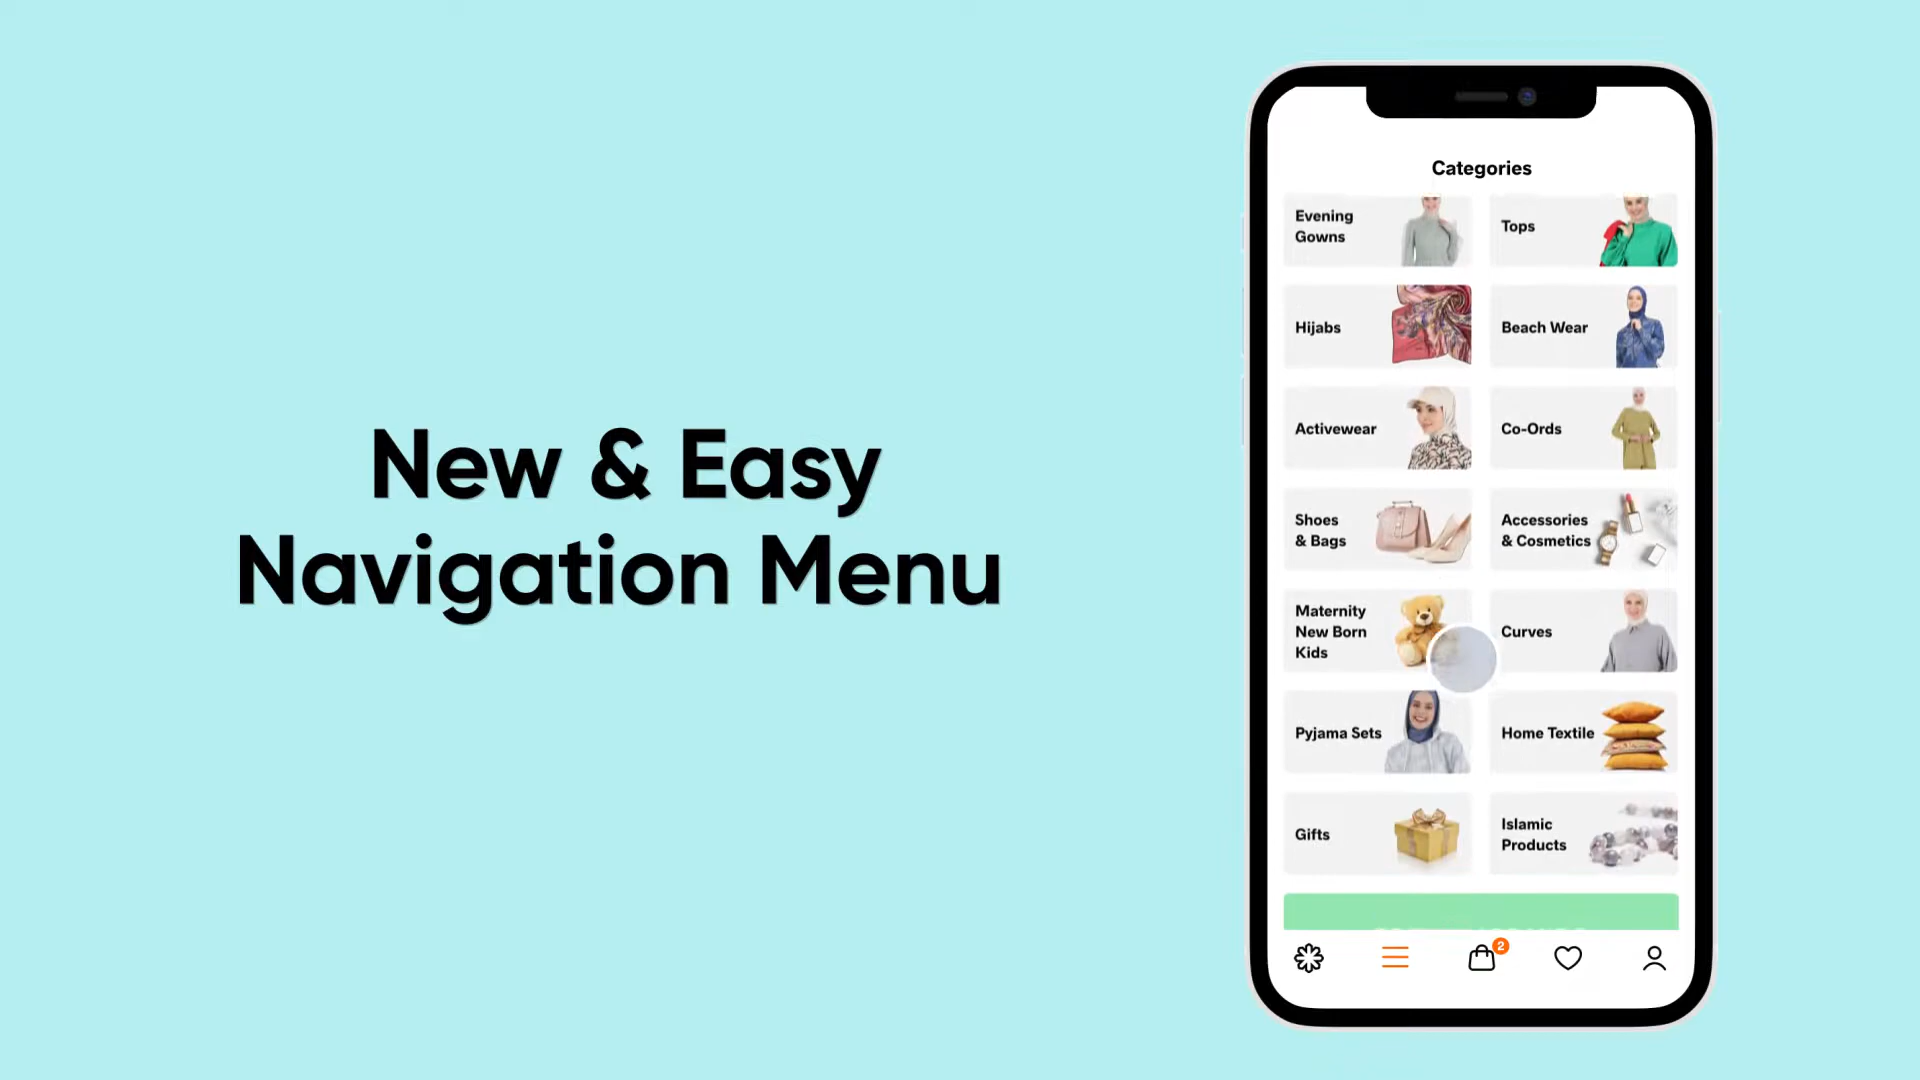 New & Easy
Navigation Menu
Categories
Evening
Gowns
Tops
Hijabs
Beach Wear
Activewear
Co-Ords
Shoes
& Bags
Accessories
& Cosmetics
Maternity
New Born
Kids
Curves
Pyjama Sets
Home Textile
Gifts
Islamic
Products
2